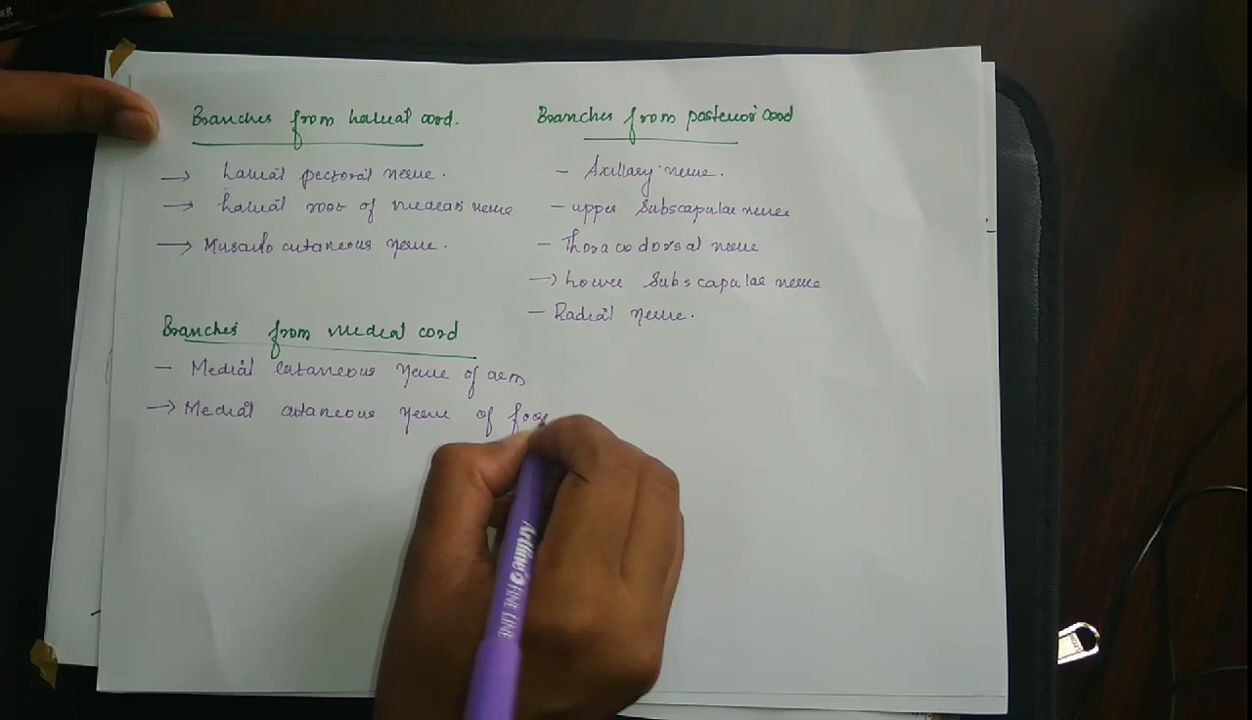 Branches from Lateral cord.
→ Lateral pectoral nerve.
→ Lateral root of median nerve
→ Musculo cutaneous nerve.
Branches from medial cord
- Medial cutaneous nerve of arm
→ Medial cutaneous nerve of fore
Branches from posterior cord
- Axillary nerve.
- upper Subscapular nerve
- Thoracodorsal nerve
→ Lower Subscapular nerve
- Radial nerve.
Artline FINE LINE